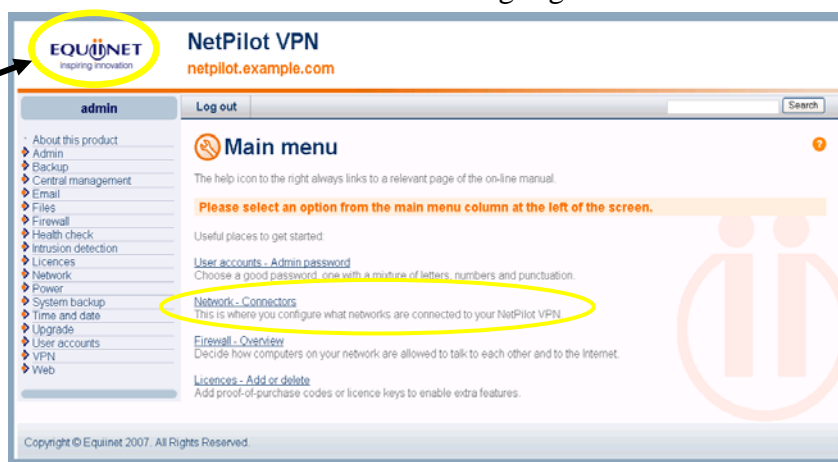 EQUiiNET
inspiring innovation
NetPilot VPN
netpilot.example.com
admin
Log out
Search
About this product
Admin
Backup
Central management
Email
Files
Firewall
Health check
Intrusion detection
Licences
Network
Power
System backup
Time and date
Upgrade
User accounts
VPN
Web
Main menu
?
The help icon to the right always links to a relevant page of the on-line manual.
Please select an option from the main menu column at the left of the screen.
Useful places to get started:
User accounts - Admin password
Choose a good password, one with a mixture of letters, numbers and punctuation.
Network - Connectors
This is where you configure what networks are connected to your NetPilot VPN
Firewall - Overview
Decide how computers on your network are allowed to talk to each other and to the Internet.
Licences - Add or delete
Add proof-of-purchase codes or licence keys to enable extra features.
Copyright © Equiinet 2007. All Rights Reserved.